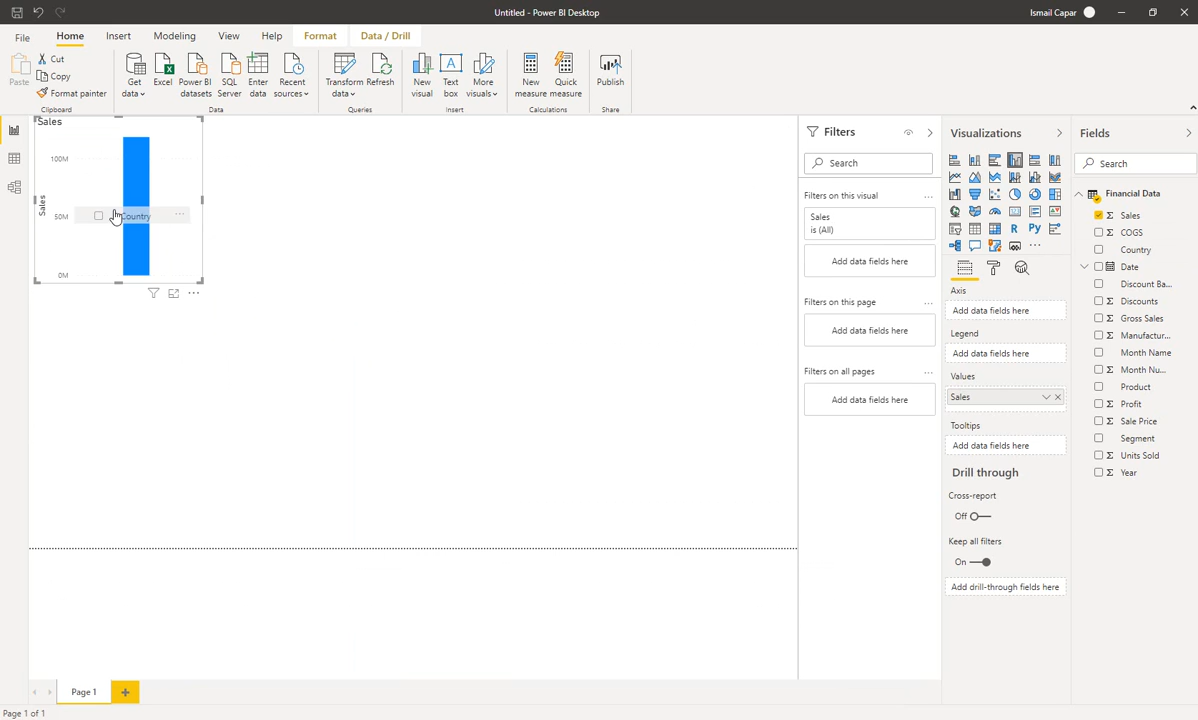 Untitled - Power BI Desktop
Ismail Capar
File Home Insert Modeling View Help Format Data / Drill
Paste
Cut
Copy
Format painter
Clipboard
Get data
Excel
Power BI datasets
SQL Server
Enter data
Recent sources
Data
Transform data
Refresh
Queries
New visual
Text box
More visuals
Insert
New measure
Quick measure
Calculations
Publish
Share
Sales
100M
50M
0M
Sales
Country
Filters
Search
Filters on this visual
Sales
is (All)
Add data fields here
Filters on this page
Add data fields here
Filters on all pages
Add data fields here
Visualizations
R
Py
Axis
Add data fields here
Legend
Add data fields here
Values
Sales
Tooltips
Add data fields here
Drill through
Cross-report
Off
Keep all filters
On
Add drill-through fields here
Fields
Search
Financial Data
Σ Sales
Σ COGS
Country
Date
Discount Ba...
Σ Discounts
Σ Gross Sales
Σ Manufactur...
Month Name
Σ Month Nu...
Product
Σ Profit
Σ Sale Price
Segment
Σ Units Sold
Σ Year
Page 1
Page 1 of 1